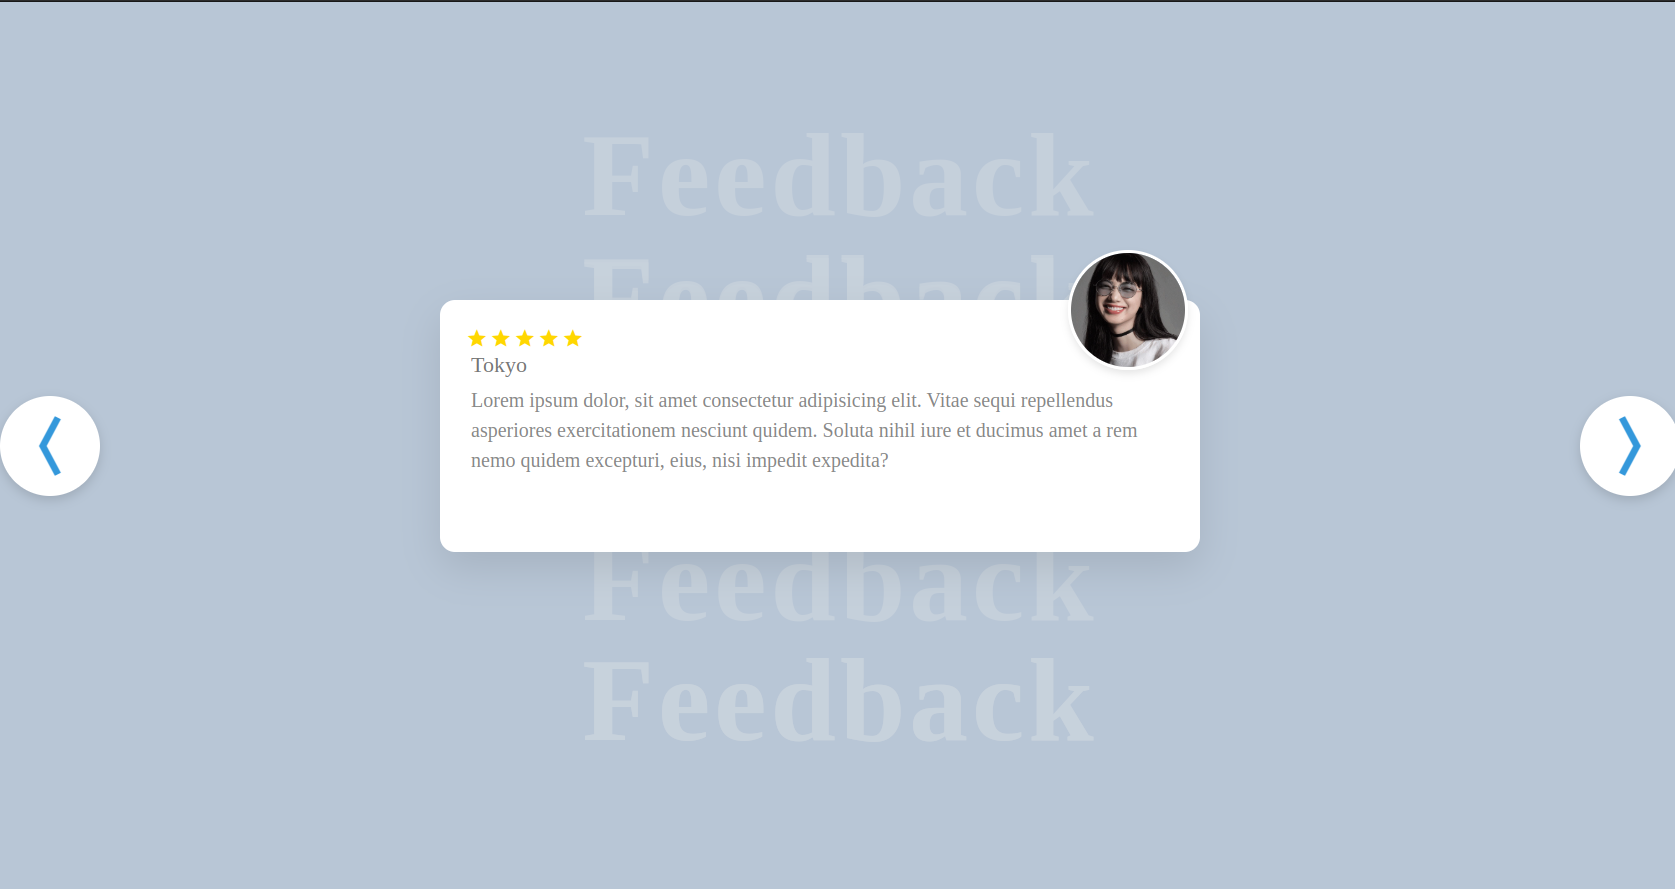 Feedback
Feedback
Tokyo
Lorem ipsum dolor, sit amet consectetur adipisicing elit. Vitae sequi repellendus
asperiores exercitationem nesciunt quidem. Soluta nihil iure et ducimus amet a rem
nemo quidem excepturi, eius, nisi impedit expedita?
Feedback
Feedback